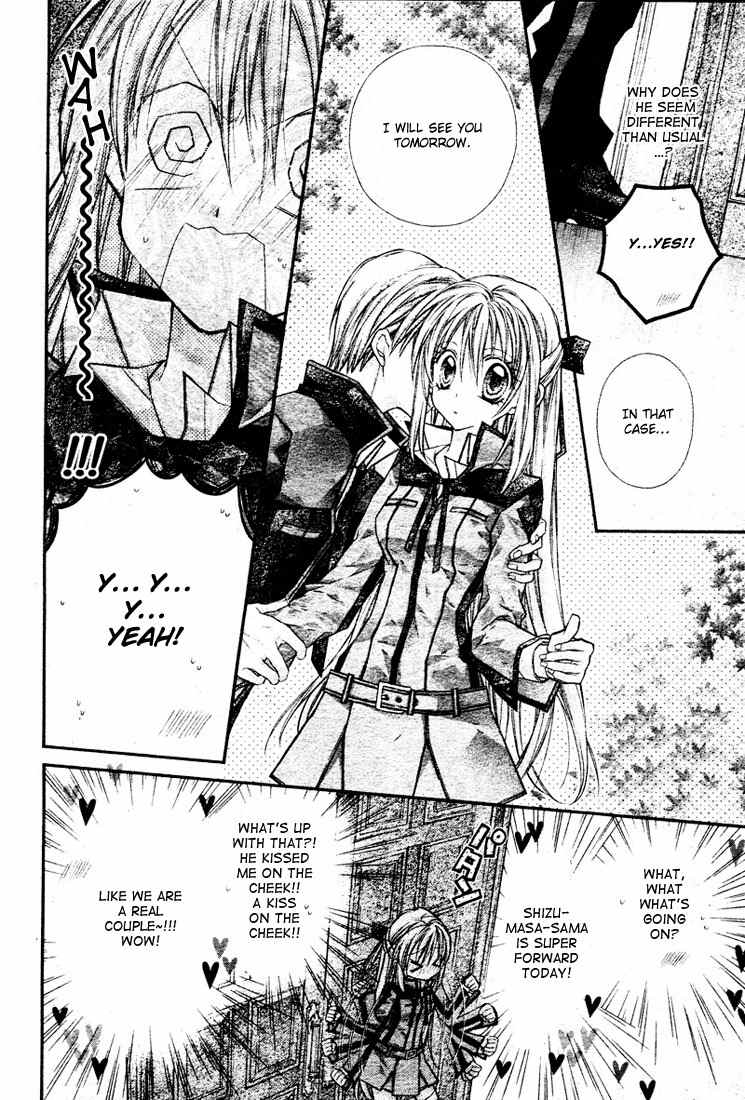 WHY DOES
HE SEEM
DIFFERENT
THAN USUAL
...?
Y...YES!!
IN THAT
CASE...
I WILL SEE YOU
TOMORROW.
WAH
!!!
Y... Y...
Y...
YEAH!
WHAT,
WHAT
WHAT'S
GOING
ON?
SHIZU-
MASA-SAMA
IS SUPER
FORWARD
TODAY!
バタン
WHAT'S UP
WITH THAT?!
HE KISSED
ME ON THE
CHEEK!!
A KISS
ON THE
CHEEK!!
LIKE WE ARE
A REAL
COUPLE~!!!
WOW!